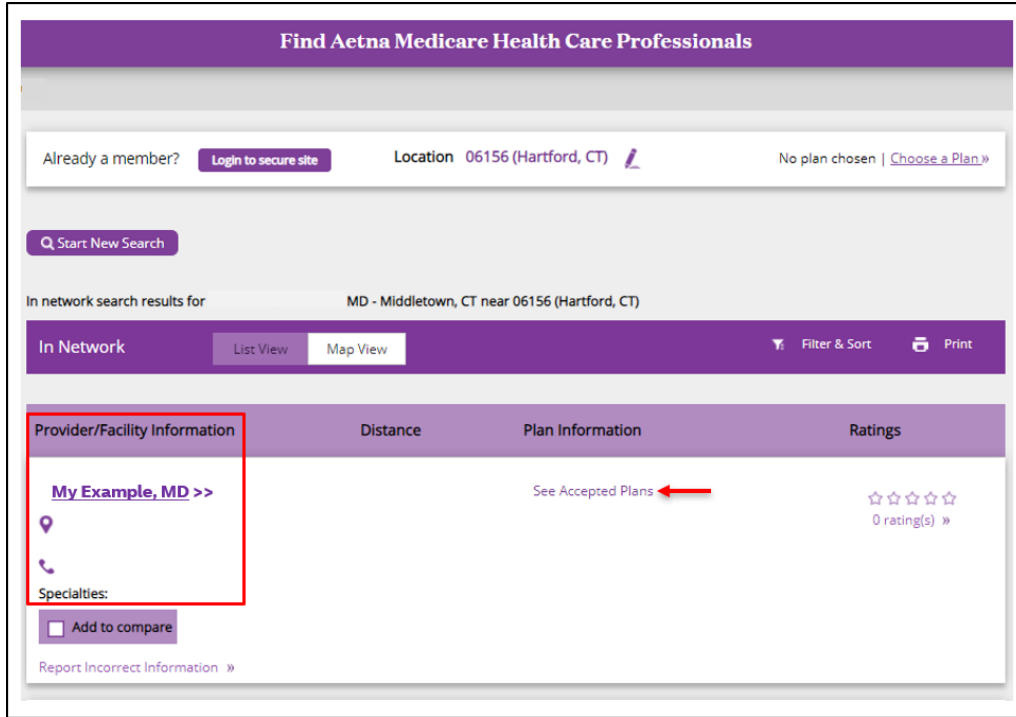 Find Aetna Medicare Health Care Professionals
Already a member? Login to secure site Location 06156 (Hartford, CT) No plan chosen | Choose a Plan »
Start New Search
In network search results for MD - Middletown, CT near 06156 (Hartford, CT)
In Network List View Map View Filter & Sort Print
Provider/Facility Information Distance Plan Information Ratings
My Example, MD >> See Accepted Plans
0 rating(s) »
Specialties:
Add to compare
Report Incorrect Information »